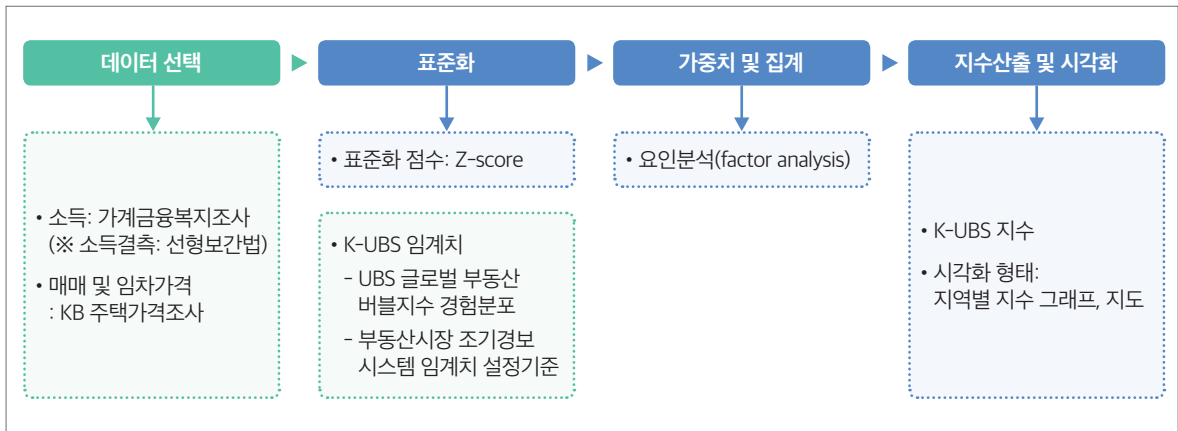 데이터 선택
• 소득: 가계금융복지조사
(※ 소득결측: 선형보간법)
• 매매 및 임차가격
: KB 주택가격조사
표준화
• 표준화 점수: Z-score
• K-UBS 임계치
- UBS 글로벌 부동산
버블지수 경험분포
- 부동산시장 조기경보
시스템 임계치 설정기준
가중치 및 집계
• 요인분석(factor analysis)
지수산출 및 시각화
• K-UBS 지수
• 시각화 형태:
지역별 지수 그래프, 지도